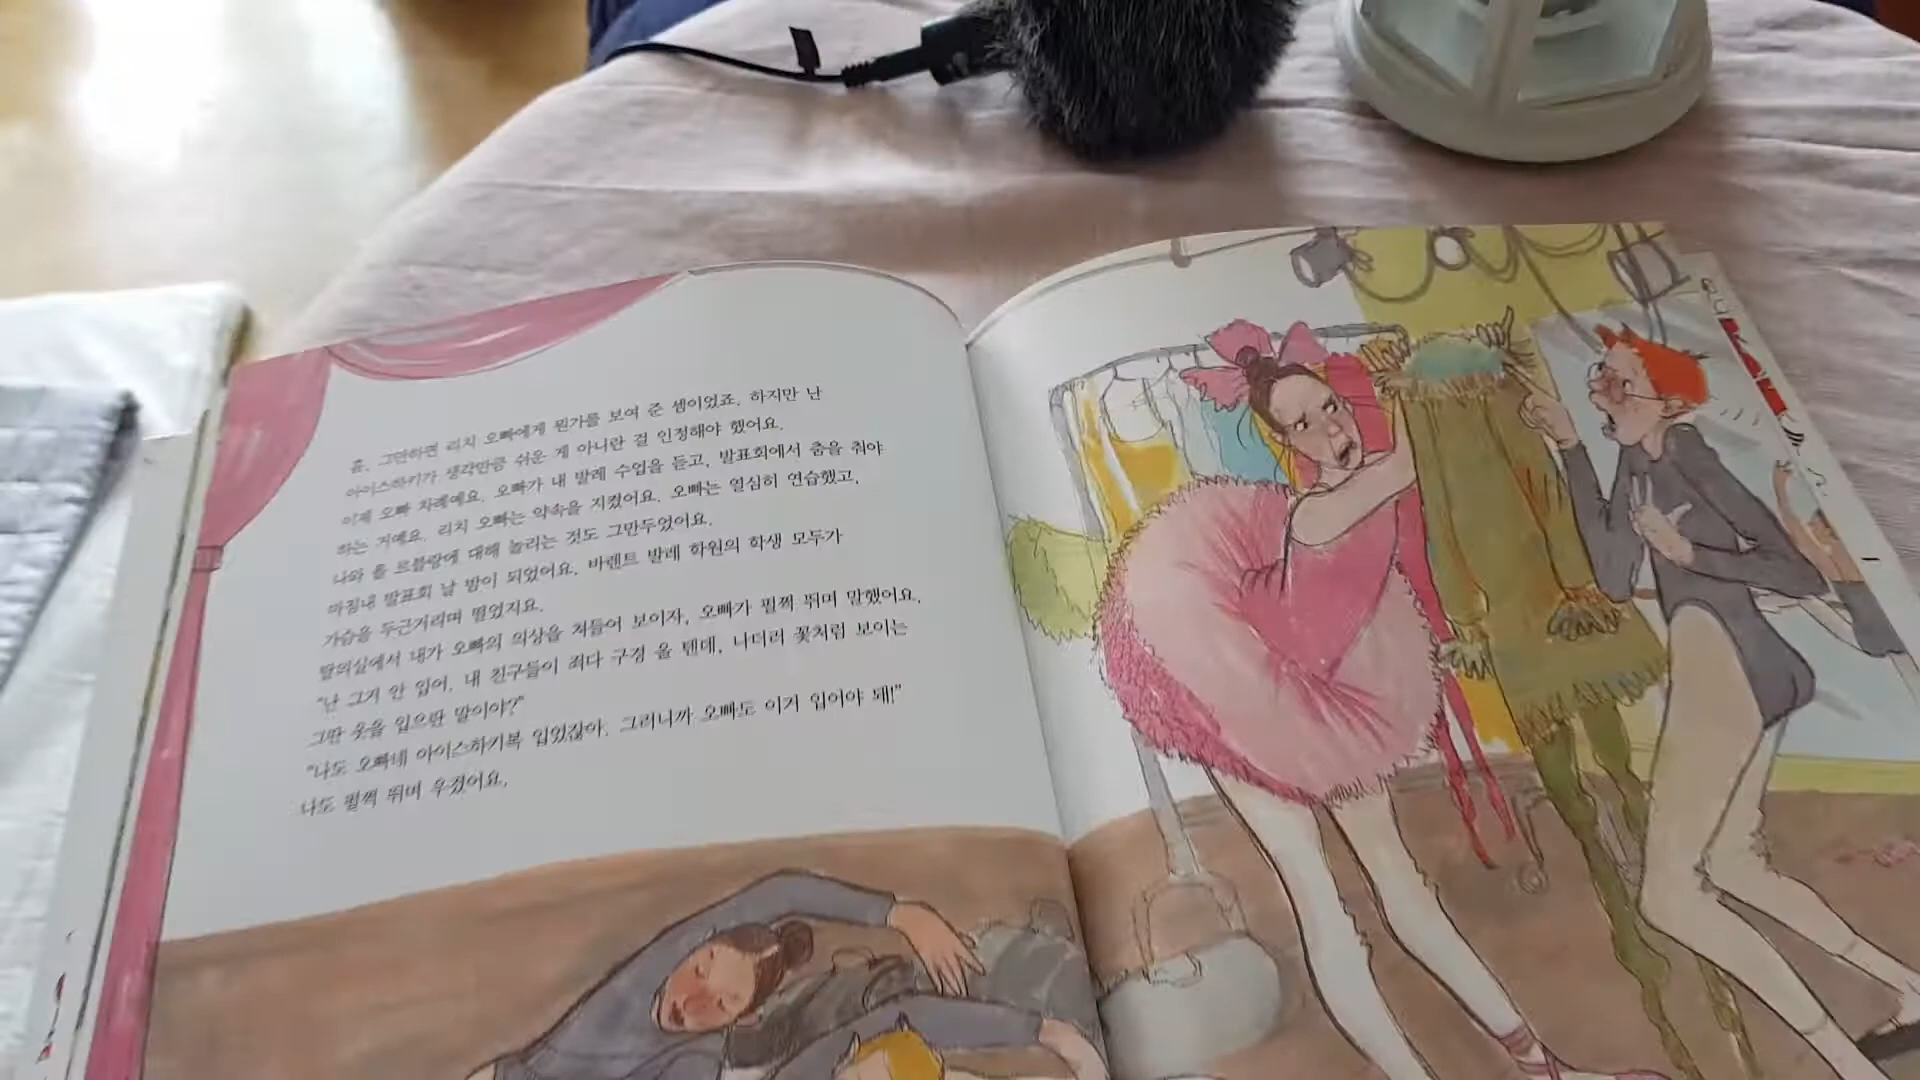 흠, 그만하면 리치 오빠에게 뭔가를 보여 준 셈이었죠. 하지만 난
아이스하키가 생각만큼 쉬운 게 아니란 걸 인정해야 했어요.
이제 오빠 차례예요. 오빠가 내 발레 수업을 듣고, 발표회에서 춤을 춰야
하는 거예요. 리치 오빠는 약속을 지켰어요. 오빠는 열심히 연습했고,
나와 톨 르블랑에 대해 놀리는 것도 그만두었어요.
마침내 발표회 날 밤이 되었어요. 바렌트 발레 학원의 학생 모두가
가슴을 두근거리며 떨었지요.
탈의실에서 내가 오빠의 의상을 쳐들어 보이자, 오빠가 펄쩍 뛰며 말했어요.
"난 그거 안 입어. 내 친구들이 죄다 구경 올 텐데, 나더러 꽃처럼 보이는
그딴 옷을 입으란 말이야?"
"나도 오빠네 아이스하키복 입었잖아. 그러니까 오빠도 이거 입어야 돼!"
나도 펄쩍 뛰며 우겼어요.